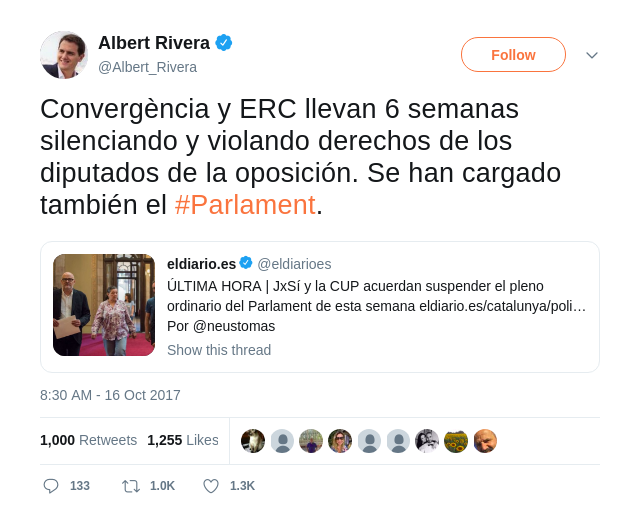 Albert Rivera
@Albert_Rivera
Follow
Convergència y ERC llevan 6 semanas
silenciando y violando derechos de los
diputados de la oposición. Se han cargado
también el #Parlament.
eldiario.es @eldiarioes
ÚLTIMA HORA | JxSí y la CUP acuerdan suspender el pleno
ordinario del Parlament de esta semana eldiario.es/catalunya/poli…
Por @neustomas
Show this thread
8:30 AM - 16 Oct 2017
1,000 Retweets 1,255 Likes
133 1.0K 1.3K